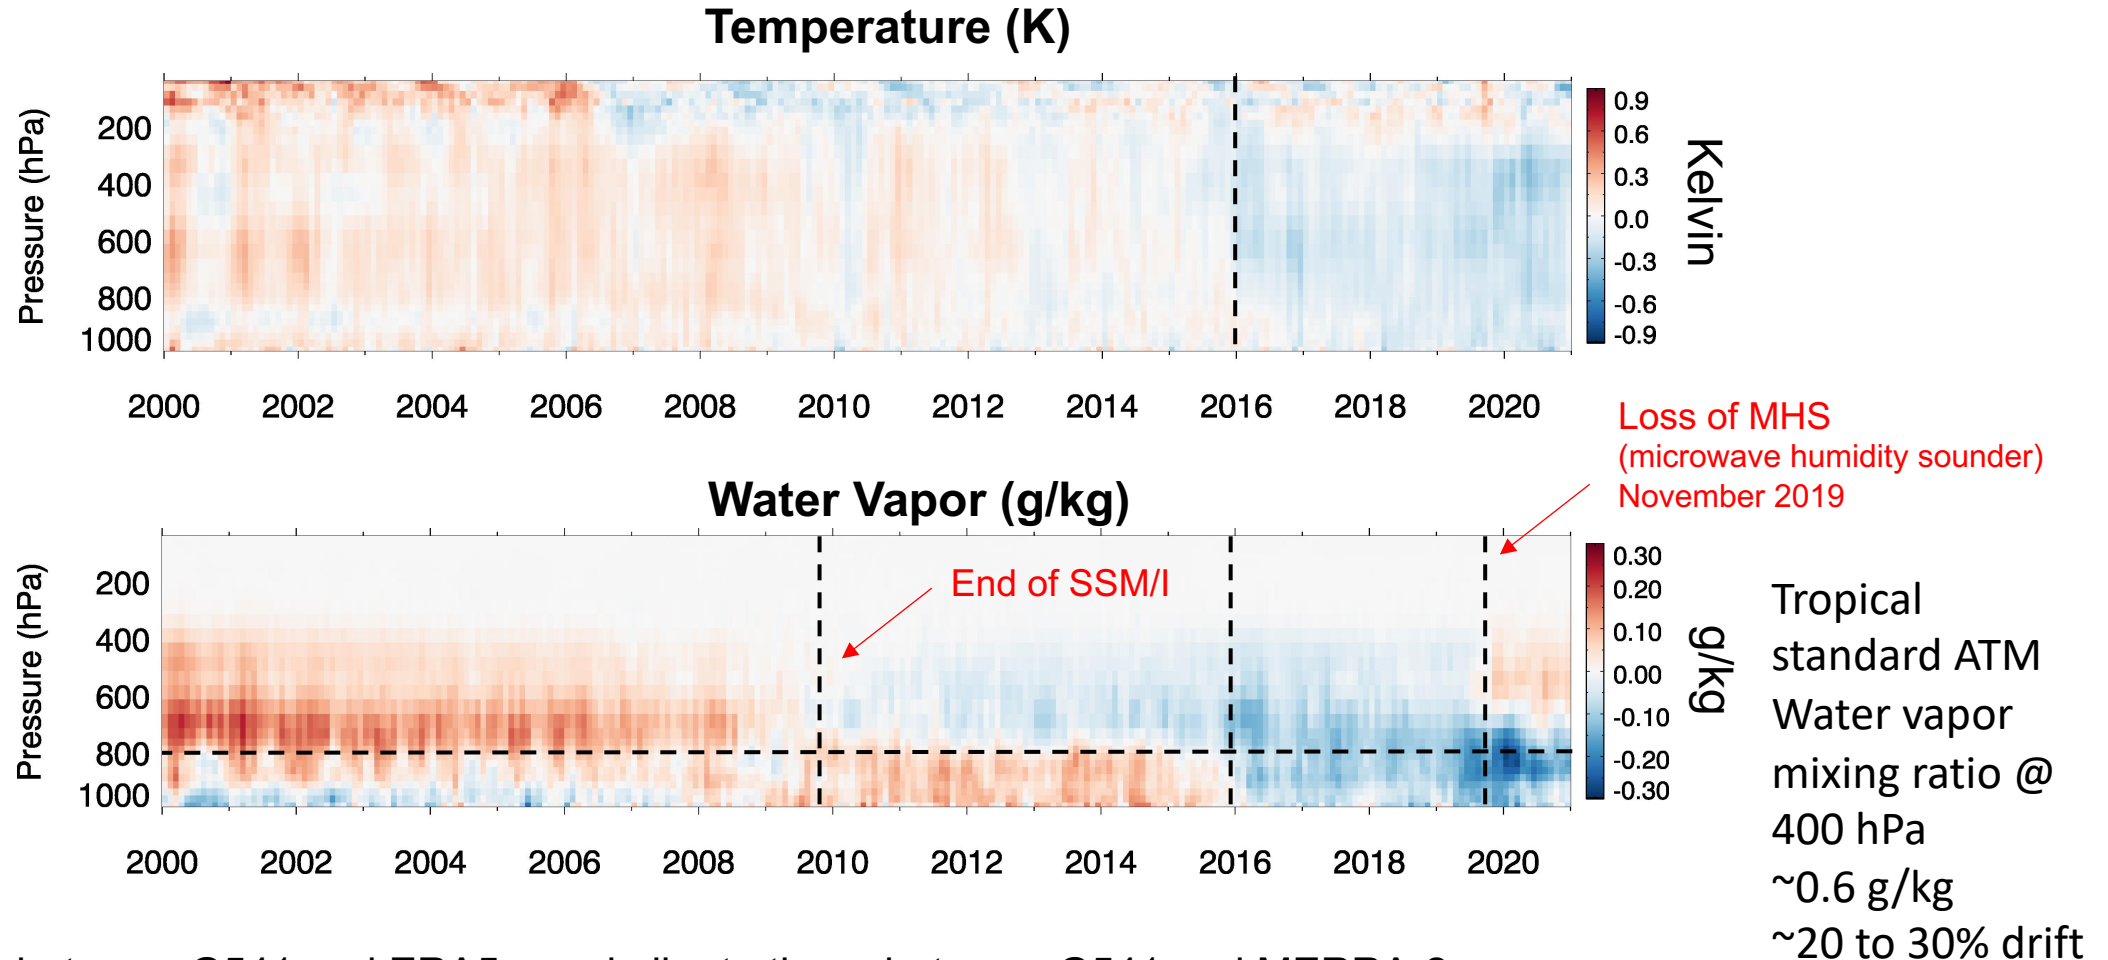 Temperature (K)
Pressure (hPa)
200
400
600
800
1000
2000 2002 2004 2006 2008 2010 2012 2014 2016 2018 2020
0.9
0.6
0.3
0.0
-0.3
-0.6
-0.9
Kelvin
Loss of MHS
(microwave humidity sounder)
November 2019
Water Vapor (g/kg)
End of SSM/I
Pressure (hPa)
200
400
600
800
1000
2000 2002 2004 2006 2008 2010 2012 2014 2016 2018 2020
0.30
0.20
0.10
0.00
-0.10
-0.20
-0.30
g/kg
Tropical
standard ATM
Water vapor
mixing ratio @
400 hPa
~0.6 g/kg
~20 to 30% drift